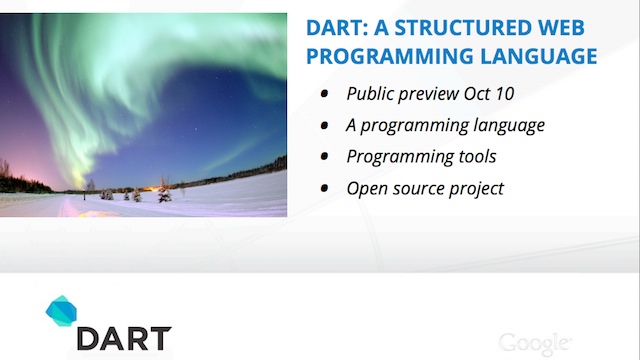 DART: A STRUCTURED WEB
PROGRAMMING LANGUAGE
• Public preview Oct 10
• A programming language
• Programming tools
• Open source project
DART
Google